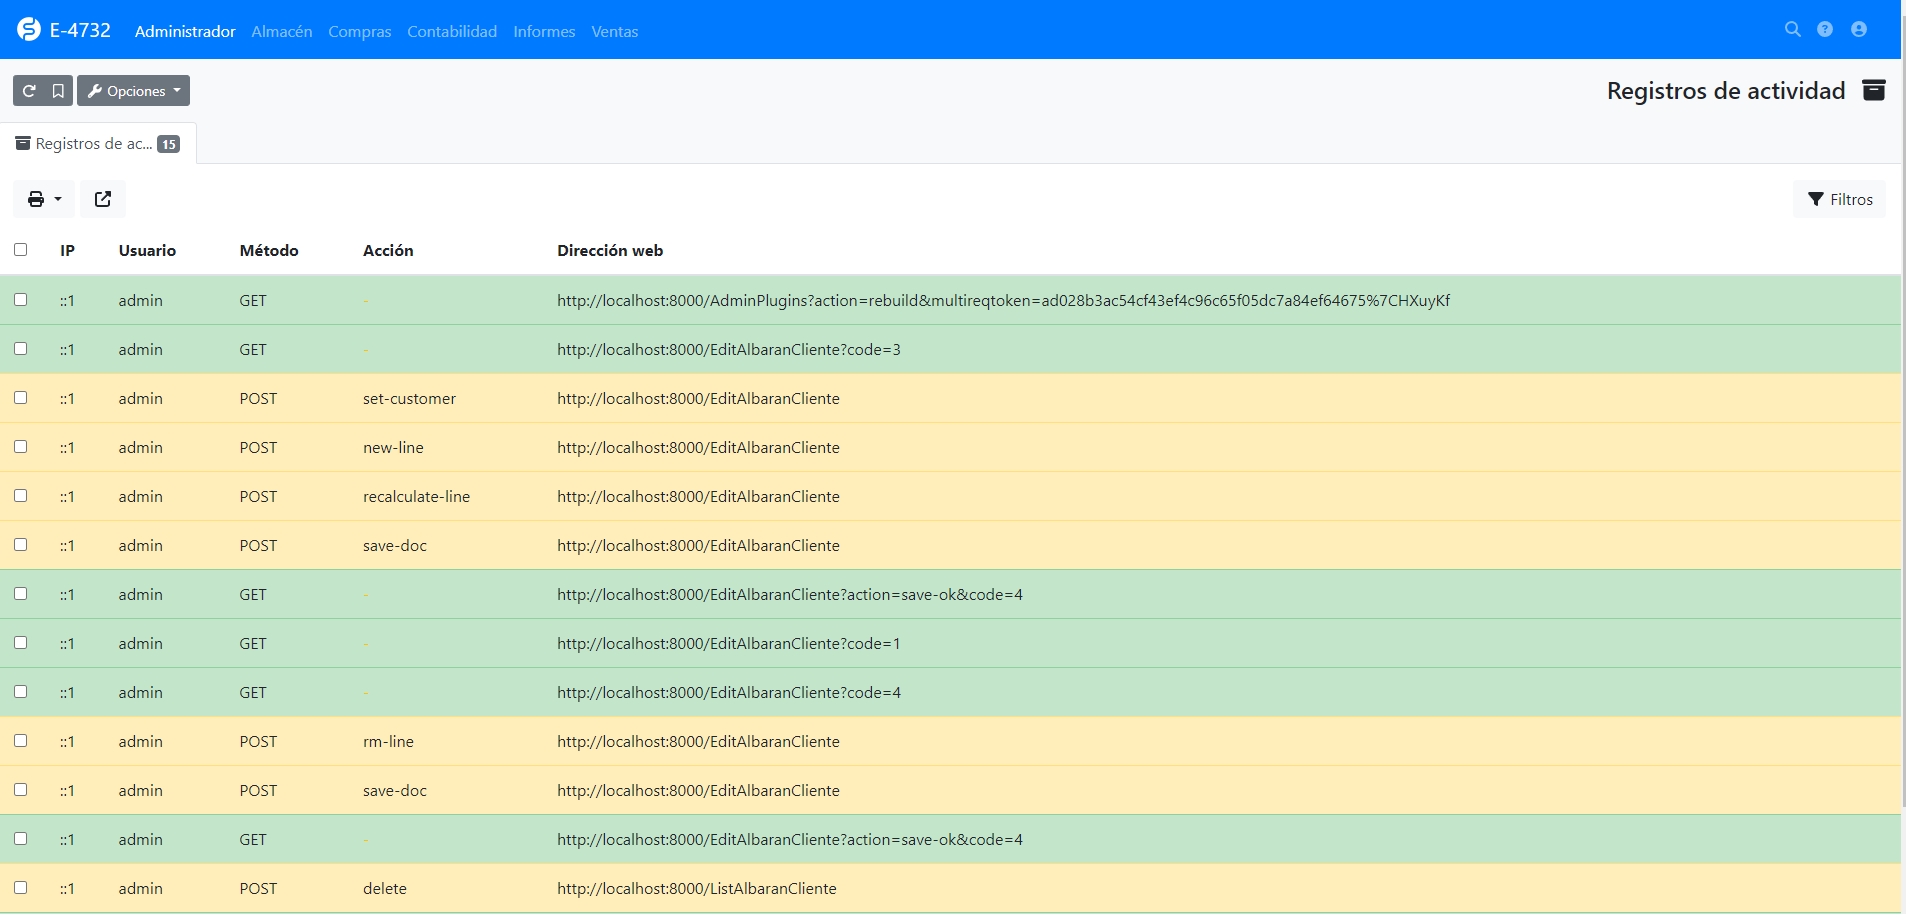 E-4732 Administrador Almacén Compras Contabilidad Informes Ventas
Opciones
Registros de actividad
Registros de ac... 15
Filtros
IP Usuario Método Acción Dirección web
::1 admin GET - http://localhost:8000/AdminPlugins?action=rebuild&multireqtoken=ad028b3ac54cf43ef4c96c65f05dc7a84ef64675%7CHXuyKf
::1 admin GET - http://localhost:8000/EditAlbaranCliente?code=3
::1 admin POST set-customer http://localhost:8000/EditAlbaranCliente
::1 admin POST new-line http://localhost:8000/EditAlbaranCliente
::1 admin POST recalculate-line http://localhost:8000/EditAlbaranCliente
::1 admin POST save-doc http://localhost:8000/EditAlbaranCliente
::1 admin GET - http://localhost:8000/EditAlbaranCliente?action=save-ok&code=4
::1 admin GET - http://localhost:8000/EditAlbaranCliente?code=1
::1 admin GET - http://localhost:8000/EditAlbaranCliente?code=4
::1 admin POST rm-line http://localhost:8000/EditAlbaranCliente
::1 admin POST save-doc http://localhost:8000/EditAlbaranCliente
::1 admin GET - http://localhost:8000/EditAlbaranCliente?action=save-ok&code=4
::1 admin POST delete http://localhost:8000/ListAlbaranCliente